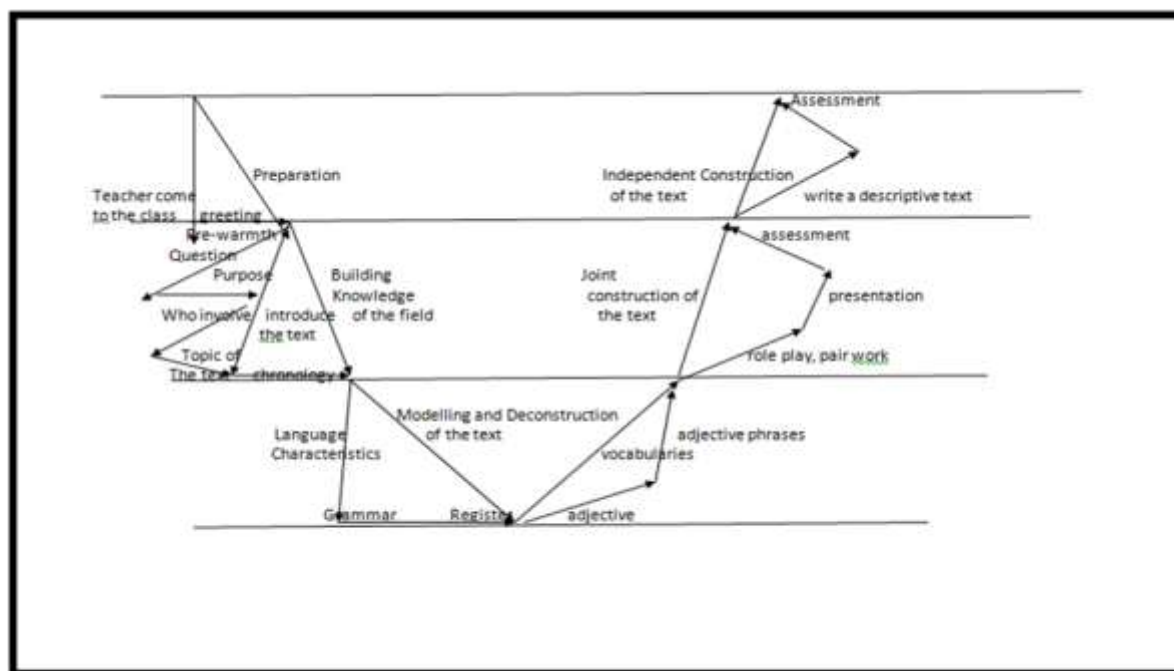 Assessment
Preparation
Independent Construction
of the text
Teacher come
to the class greeting
write a descriptive text
Pre-warmth
Question
assessment
Purpose
Building
Knowledge
of the field
Joint
construction of
the text
presentation
Who involve introduce
the text
Topic of
The text chronology
role play, pair work
Modelling and Deconstruction
of the text
Language
Characteristics
adjective phrases
vocabularies
Grammar Register adjective